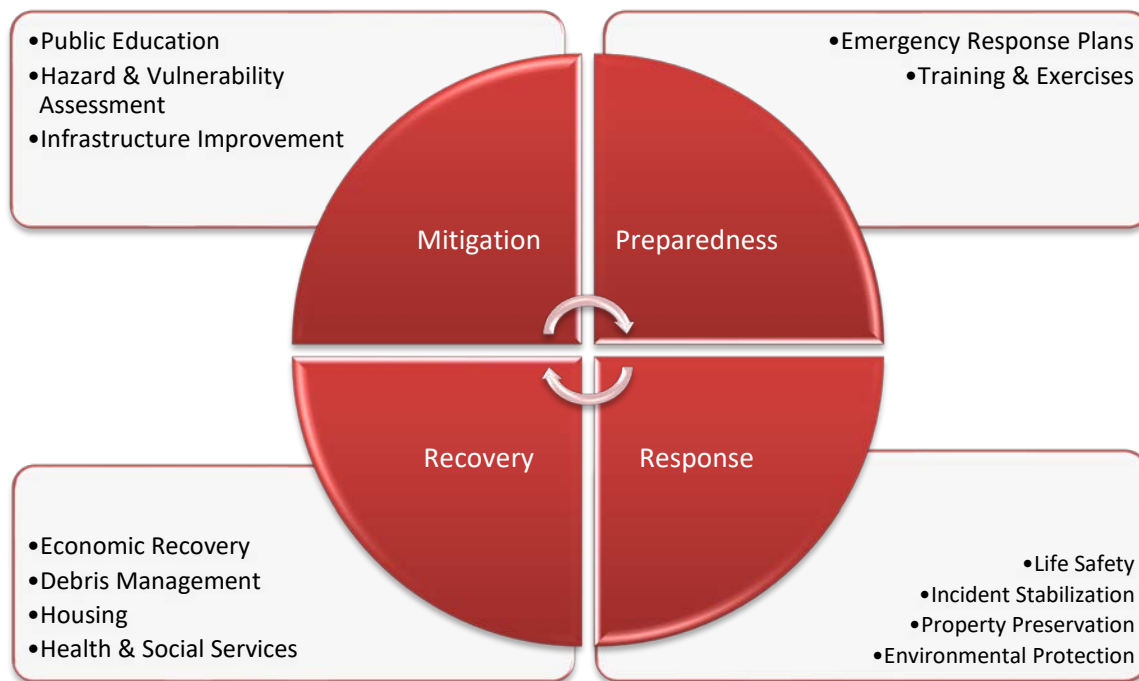 •Public Education
•Hazard & Vulnerability
Assessment
•Infrastructure Improvement
•Emergency Response Plans
•Training & Exercises
Mitigation
Preparedness
Recovery
Response
•Economic Recovery
•Debris Management
•Housing
•Health & Social Services
•Life Safety
•Incident Stabilization
•Property Preservation
•Environmental Protection